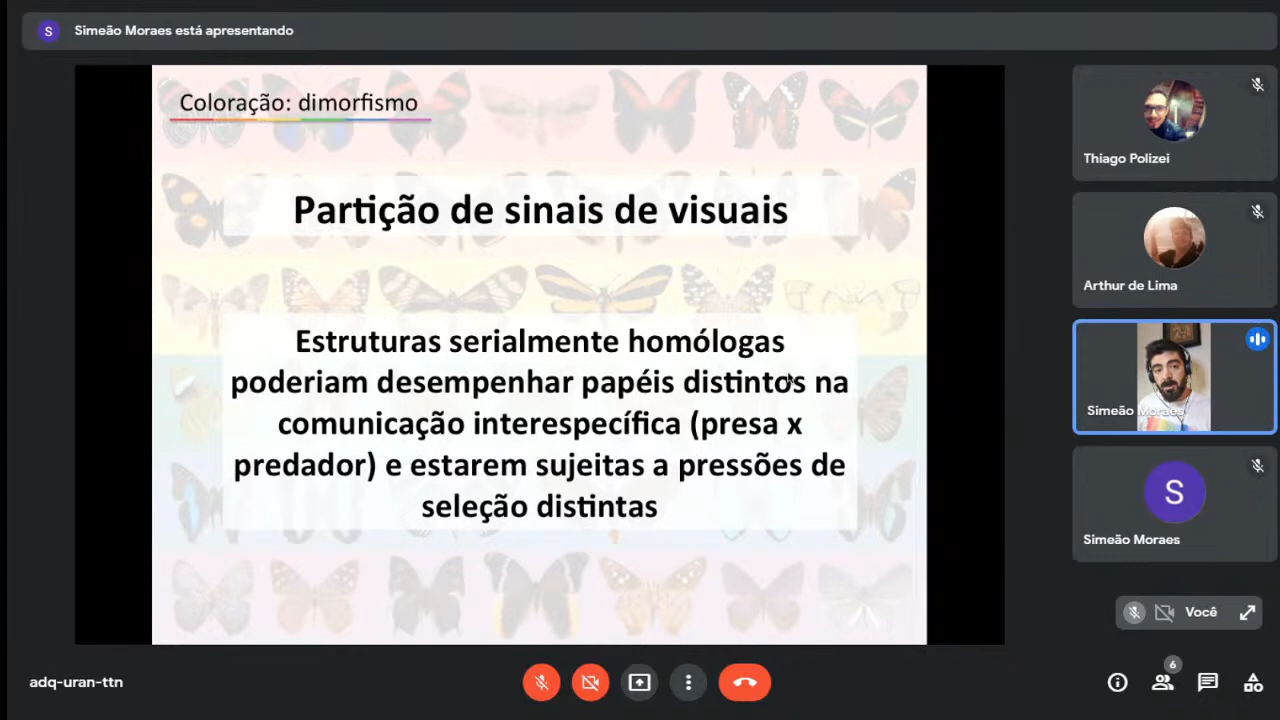 S
Simeão Moraes está apresentando
Coloração: dimorfismo
Partição de sinais de visuais
Estruturas serialmente homólogas
poderiam desempenhar papéis distintos na
comunicação interespecífica (presa x
predador) e estarem sujeitas a pressões de
seleção distintas
Thiago Polizei
Arthur de Lima
Simeão Moraes
S
Simeão Moraes
Você
adq-uran-ttn
6